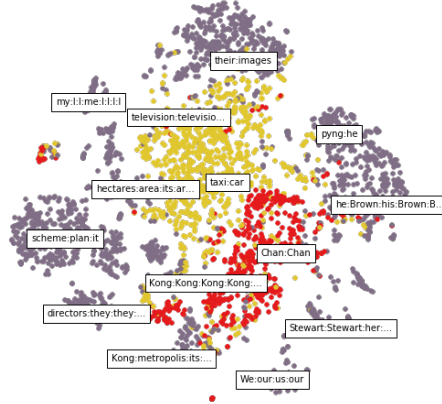 their:images
my:I:I:me:I:I:I:I
television:televisio...
pyng:he
taxi:car
hectares:area:its:ar...
he:Brown:his:Brown:B...
scheme:plan:it
Chan:Chan
Kong:Kong:Kong:Kong:...
directors:they:they:...
Stewart:Stewart:her:...
Kong:metropolis:its:...
We:our:us:our